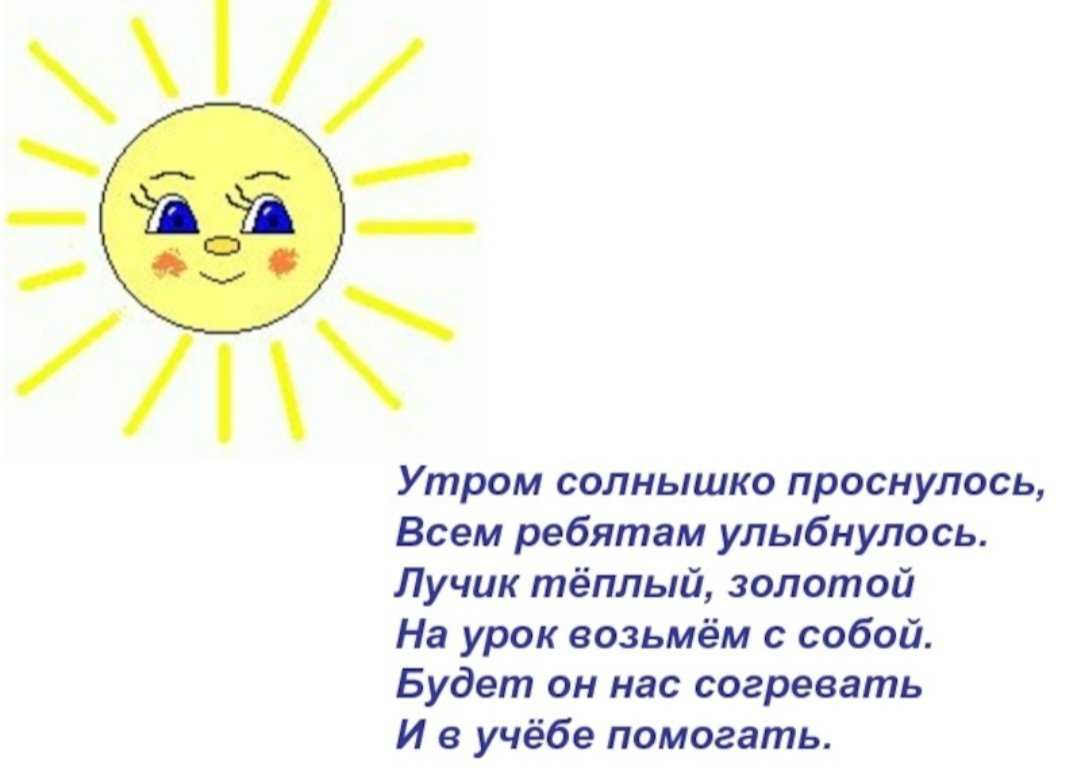 Утром солнышко проснулось,
Всем ребятам улыбнулось.
Лучик тёплый, золотой
На урок возьмём с собой.
Будет он нас согревать
И в учёбе помогать.